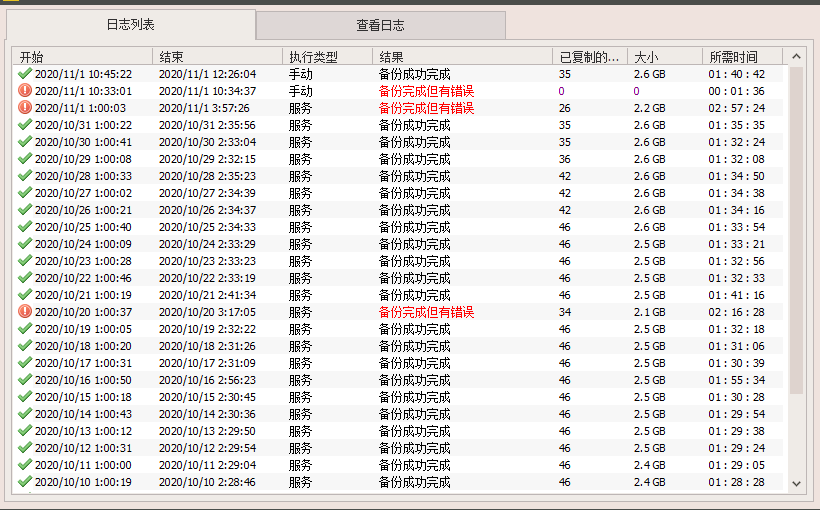 日志列表 查看日志
开始 结束 执行类型 结果 已复制的... 大小 所需时间
2020/11/1 10:45:22 2020/11/1 12:26:04 手动 备份成功完成 35 2.6 GB 01 : 40 : 42
2020/11/1 10:33:01 2020/11/1 10:34:37 手动 备份完成但有错误 0 0 00 : 01 : 36
2020/11/1 1:00:03 2020/11/1 3:57:26 服务 备份完成但有错误 26 2.2 GB 02 : 57 : 24
2020/10/31 1:00:22 2020/10/31 2:35:56 服务 备份成功完成 35 2.6 GB 01 : 35 : 35
2020/10/30 1:00:41 2020/10/30 2:33:04 服务 备份成功完成 35 2.6 GB 01 : 32 : 24
2020/10/29 1:00:08 2020/10/29 2:32:15 服务 备份成功完成 36 2.6 GB 01 : 32 : 08
2020/10/28 1:00:33 2020/10/28 2:35:23 服务 备份成功完成 42 2.6 GB 01 : 34 : 50
2020/10/27 1:00:02 2020/10/27 2:34:39 服务 备份成功完成 42 2.6 GB 01 : 34 : 38
2020/10/26 1:00:21 2020/10/26 2:34:37 服务 备份成功完成 42 2.6 GB 01 : 34 : 16
2020/10/25 1:00:40 2020/10/25 2:34:33 服务 备份成功完成 46 2.6 GB 01 : 33 : 54
2020/10/24 1:00:09 2020/10/24 2:33:29 服务 备份成功完成 46 2.5 GB 01 : 33 : 21
2020/10/23 1:00:28 2020/10/23 2:33:23 服务 备份成功完成 46 2.5 GB 01 : 32 : 56
2020/10/22 1:00:46 2020/10/22 2:33:19 服务 备份成功完成 46 2.5 GB 01 : 32 : 33
2020/10/21 1:00:19 2020/10/21 2:41:34 服务 备份成功完成 46 2.5 GB 01 : 41 : 16
2020/10/20 1:00:37 2020/10/20 3:17:05 服务 备份完成但有错误 34 2.1 GB 02 : 16 : 28
2020/10/19 1:00:05 2020/10/19 2:32:22 服务 备份成功完成 46 2.5 GB 01 : 32 : 18
2020/10/18 1:00:20 2020/10/18 2:31:26 服务 备份成功完成 46 2.5 GB 01 : 31 : 06
2020/10/17 1:00:31 2020/10/17 2:31:09 服务 备份成功完成 46 2.5 GB 01 : 30 : 39
2020/10/16 1:00:50 2020/10/16 2:56:23 服务 备份成功完成 46 2.5 GB 01 : 55 : 34
2020/10/15 1:00:18 2020/10/15 2:30:45 服务 备份成功完成 46 2.5 GB 01 : 30 : 28
2020/10/14 1:00:43 2020/10/14 2:30:36 服务 备份成功完成 46 2.5 GB 01 : 29 : 54
2020/10/13 1:00:12 2020/10/13 2:29:50 服务 备份成功完成 46 2.5 GB 01 : 29 : 38
2020/10/12 1:00:31 2020/10/12 2:29:54 服务 备份成功完成 46 2.5 GB 01 : 29 : 24
2020/10/11 1:00:00 2020/10/11 2:29:04 服务 备份成功完成 46 2.4 GB 01 : 29 : 05
2020/10/10 1:00:19 2020/10/10 2:28:46 服务 备份成功完成 46 2.4 GB 01 : 28 : 28